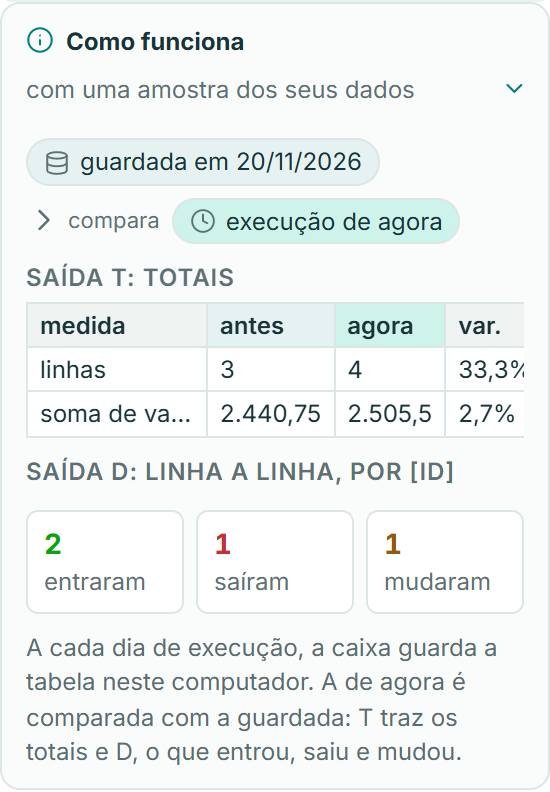 Como funciona
com uma amostra dos seus dados
guardada em 20/11/2026
compara execução de agora
SAÍDA T: TOTAIS
medida antes agora var.
linhas 3 4 33,3%
soma de va... 2.440,75 2.505,5 2,7%
SAÍDA D: LINHA A LINHA, POR [ID]
2 1 1
entraram saíram mudaram
A cada dia de execução, a caixa guarda a
tabela neste computador. A de agora é
comparada com a guardada: T traz os
totais e D, o que entrou, saiu e mudou.